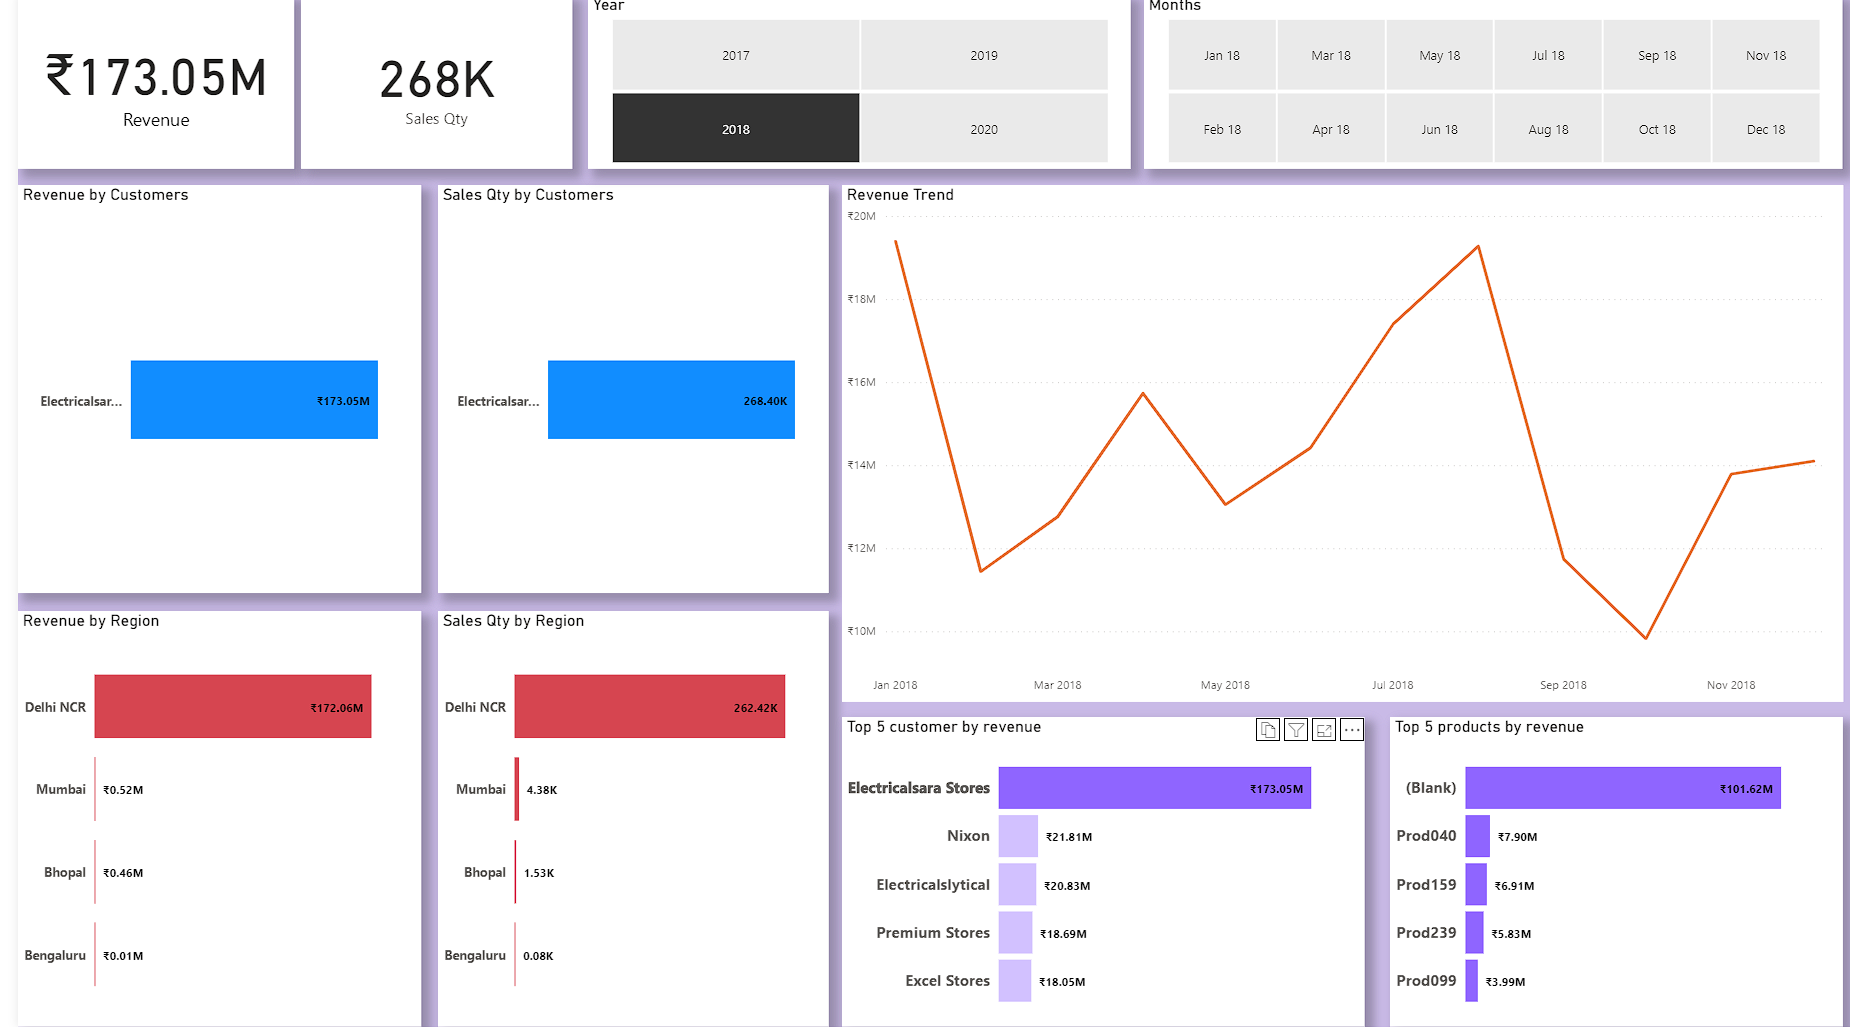 ₹173.05M
Revenue
268K
Sales Qty
Year
2017
2019
2018
2020
Months
Jan 18
Mar 18
May 18
Jul 18
Sep 18
Nov 18
Feb 18
Apr 18
Jun 18
Aug 18
Oct 18
Dec 18
Revenue by Customers
Electricalsar...
₹173.05M
Sales Qty by Customers
Electricalsar...
268.40K
Revenue Trend
₹20M
₹18M
₹16M
₹14M
₹12M
₹10M
Jan 2018
Mar 2018
May 2018
Jul 2018
Sep 2018
Nov 2018
Revenue by Region
Delhi NCR ₹172.06M
Mumbai ₹0.52M
Bhopal ₹0.46M
Bengaluru ₹0.01M
Sales Qty by Region
Delhi NCR 262.42K
Mumbai 4.38K
Bhopal 1.53K
Bengaluru 0.08K
Top 5 customer by revenue
Electricalsara Stores ₹173.05M
Nixon ₹21.81M
Electricalslytical ₹20.83M
Premium Stores ₹18.69M
Excel Stores ₹18.05M
Top 5 products by revenue
(Blank) ₹101.62M
Prod040 ₹7.90M
Prod159 ₹6.91M
Prod239 ₹5.83M
Prod099 ₹3.99M